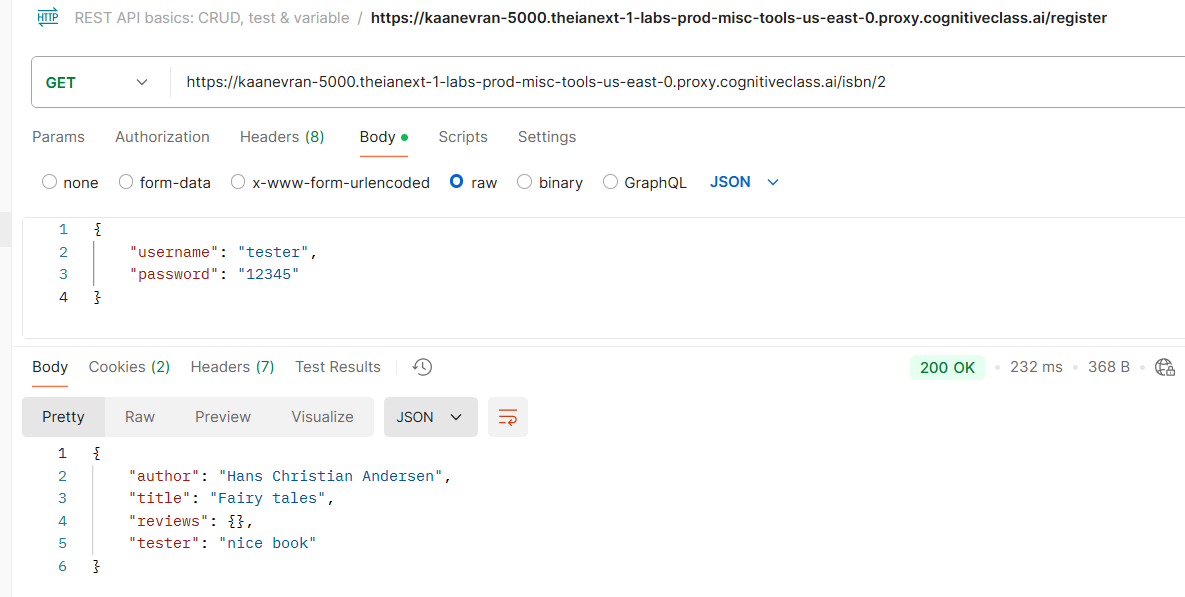 HTTP REST API basics: CRUD, test & variable / https://kaanevran-5000.theianext-1-labs-prod-misc-tools-us-east-0.proxy.cognitiveclass.ai/register
GET https://kaanevran-5000.theianext-1-labs-prod-misc-tools-us-east-0.proxy.cognitiveclass.ai/isbn/2
Params Authorization Headers (8) Body Scripts Settings
none form-data x-www-form-urlencoded raw binary GraphQL JSON
1 {
2 "username": "tester",
3 "password": "12345"
4 }
Body Cookies (2) Headers (7) Test Results 200 OK 232 ms 368 B
Pretty Raw Preview Visualize JSON
1 {
2 "author": "Hans Christian Andersen",
3 "title": "Fairy tales",
4 "reviews": {},
5 "tester": "nice book"
6 }